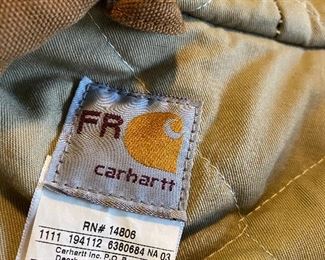 FR
carhartt
RN# 14806
1111 194112 6380684 NA 03
Carhartt Inc. P.O. B